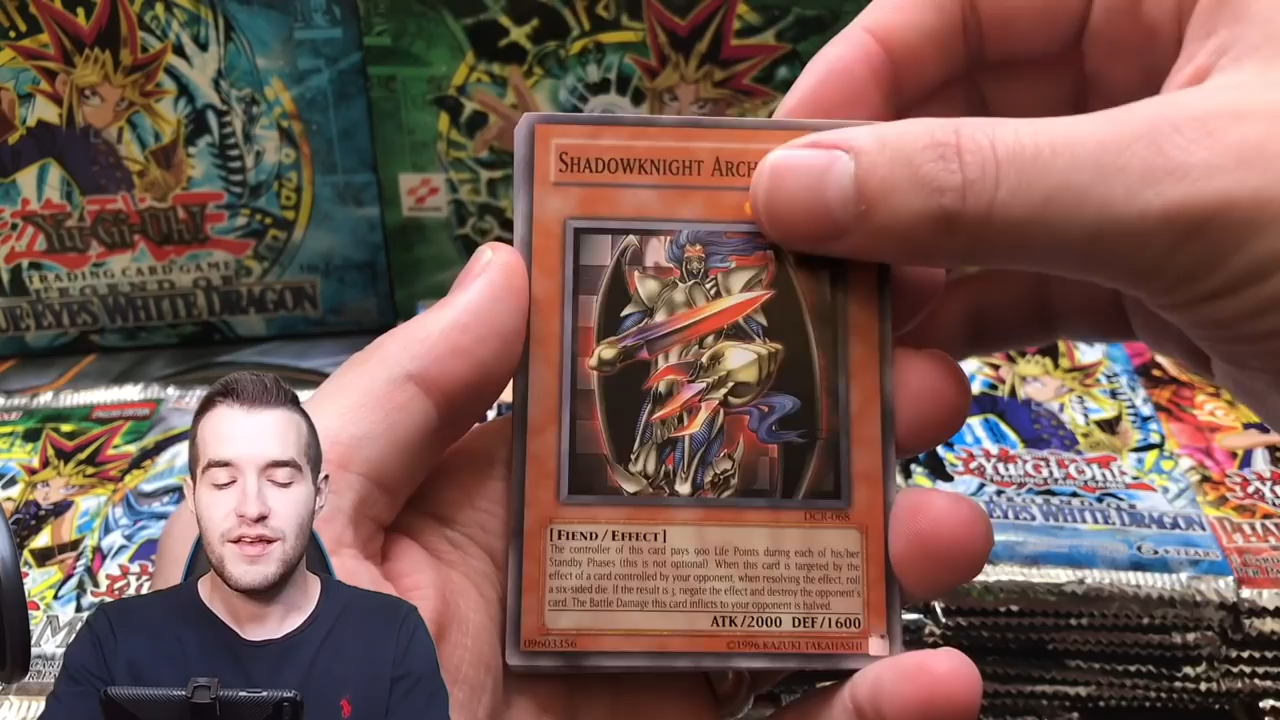 SHADOWKNIGHT ARCH
DCR-068
[FIEND / EFFECT]
The controller of this card pays 900 Life Points during each of his/her
Standby Phases (this is not optional). When this card is targeted by the
effect of a card controlled by your opponent, when resolving the effect, roll
a six-sided die. If the result is 3, negate the effect and destroy the opponent's
card. The Battle Damage this card inflicts to your opponent is halved.
ATK/2000 DEF/1600
09603356
©1996 KAZUKI TAKAHASHI
Yu-Gi-Oh!
TRADING CARD GAME
LEGEND OF
UE EYES WHITE DRAGON
ENGLISH EDITION
Yu-Gi-Oh!
TRADING CARD GAME
EYES WHITE DRAGON
6+ YEARS